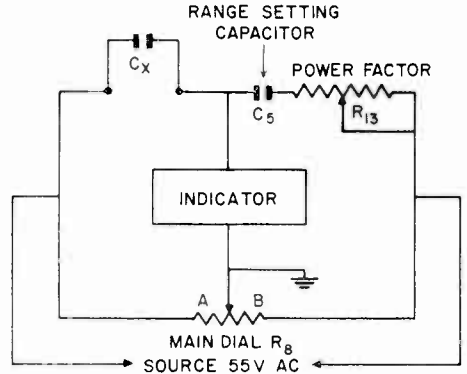 RANGE SETTING
CAPACITOR
CX
C5
POWER FACTOR
R13
INDICATOR
A B
MAIN DIAL R8
SOURCE 55V AC